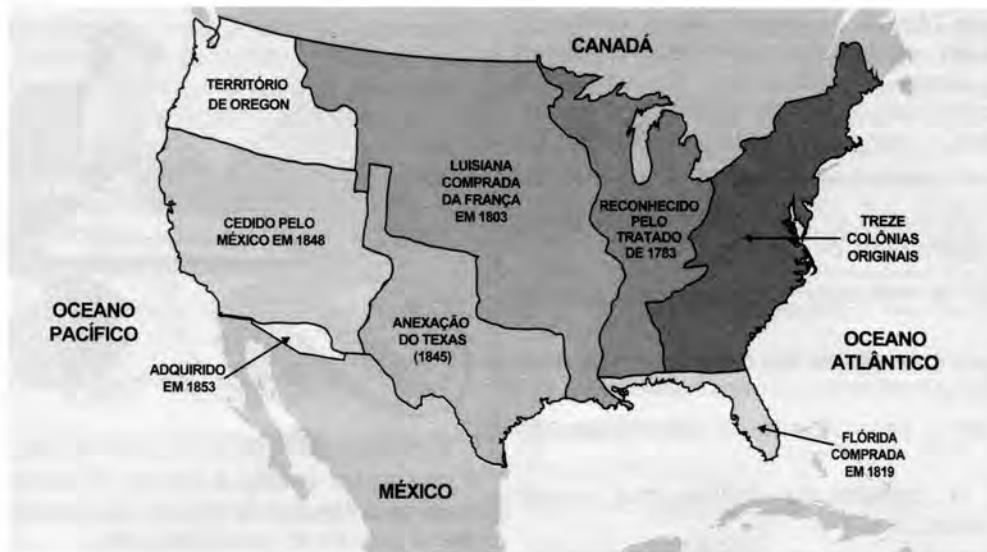 CANADÁ
TERRITÓRIO
DE OREGON
LUISIANA
COMPRADA
DA FRANÇA
EM 1803
RECONHECIDO
PELO
TRATADO
DE 1783
CEDIDO PELO
MÉXICO EM 1848
TREZE
COLÔNIAS
ORIGINAIS
OCEANO
PACÍFICO
ANEXAÇÃO
DO TEXAS
(1845)
OCEANO
ATLÂNTICO
ADQUIRIDO
EM 1853
FLÓRIDA
COMPRADA
EM 1819
MÉXICO